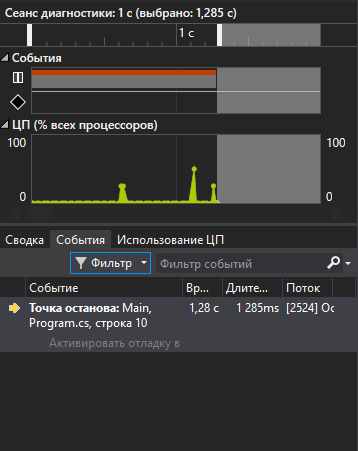 Сеанс диагностики: 1 с (выбрано: 1,285 с)
1 с
События
ЦП (% всех процессоров)
100 100
0 0
Сводка События Использование ЦП
Фильтр Фильтр событий
Событие Вр... Длите... Поток
Точка останова: Main, 1,28 с 1 285ms [2524] Ос
Program.cs, строка 10
Активировать отладку в